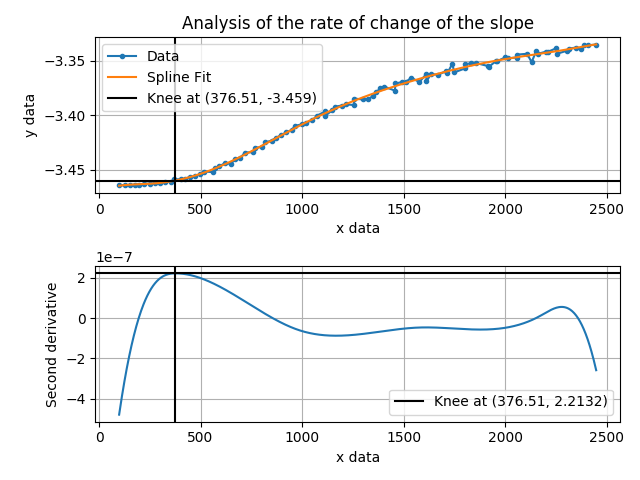 Analysis of the rate of change of the slope
Data
Spline Fit
Knee at (376.51, -3.459)
y data
−3.35
−3.40
−3.45
0 500 1000 1500 2000 2500
x data
1e−7
Second derivative
2
0
−2
−4
Knee at (376.51, 2.2132)
0 500 1000 1500 2000 2500
x data